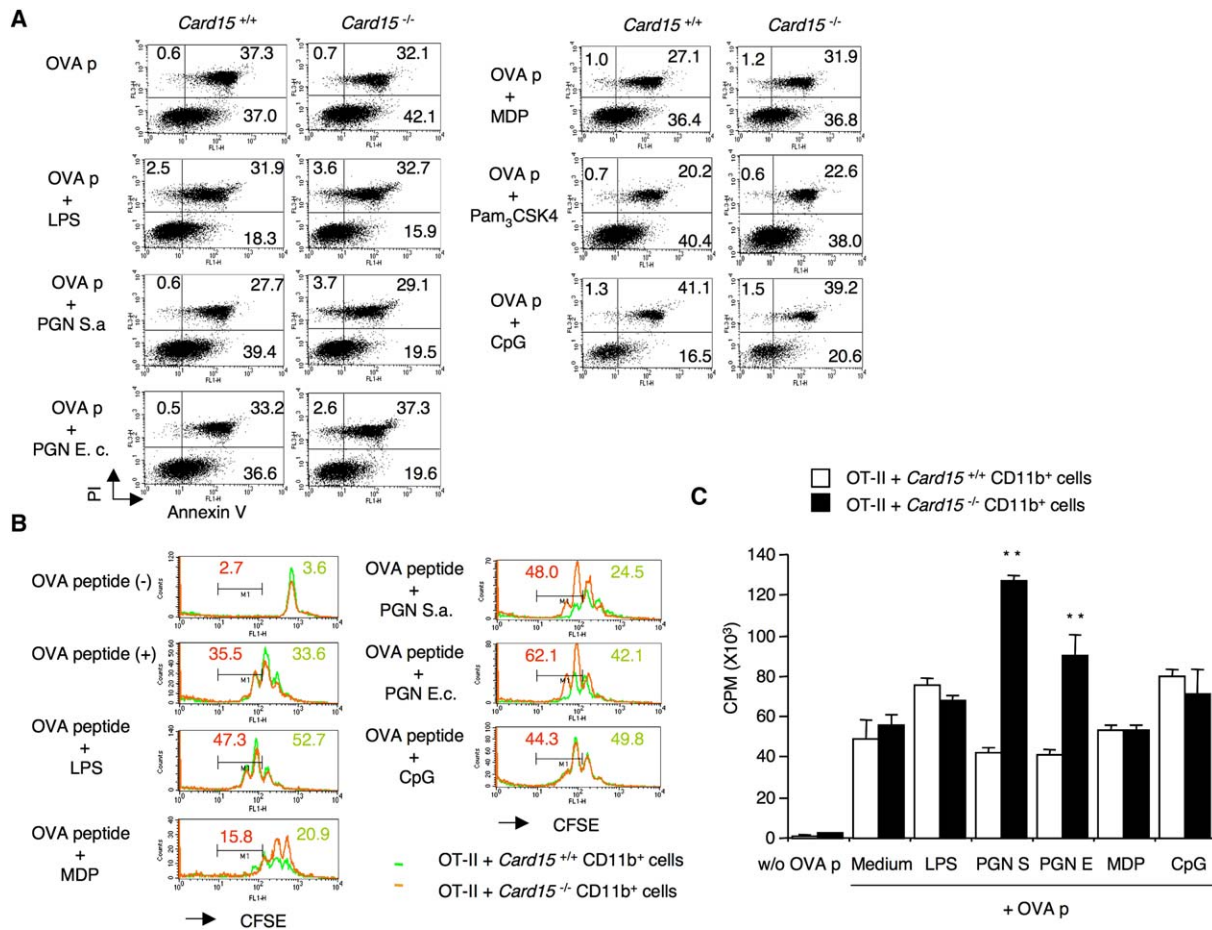 A
Card15 +/+
Card15 -/-
OVA p
0.6
37.3
37.0
0.7
32.1
42.1
OVA p
+
LPS
2.5
31.9
18.3
3.6
32.7
15.9
OVA p
+
PGN S.a
0.6
27.7
39.4
3.7
29.1
19.5
OVA p
+
PGN E. c.
0.5
33.2
36.6
2.6
37.3
19.6
PI
Annexin V
Card15 +/+
Card15 -/-
OVA p
+
MDP
1.0
27.1
36.4
1.2
31.9
36.8
OVA p
+
Pam3CSK4
0.7
20.2
40.4
0.6
22.6
38.0
OVA p
+
CpG
1.3
41.1
16.5
1.5
39.2
20.6
FL3-H
FL1-H
B
OVA peptide (-)
2.7
3.6
M1
OVA peptide (+)
35.5
33.6
M1
OVA peptide
+
LPS
47.3
52.7
M1
OVA peptide
+
MDP
15.8
20.9
M1
CFSE
OVA peptide
+
PGN S.a.
48.0
24.5
OVA peptide
+
PGN E.c.
62.1
42.1
M1
OVA peptide
+
CpG
44.3
49.8
M1
CFSE
Counts
FL1-H
OT-II + Card15 +/+ CD11b+ cells
OT-II + Card15 -/- CD11b+ cells
C
OT-II + Card15 +/+ CD11b+ cells
OT-II + Card15 -/- CD11b+ cells
CPM (X10³)
140
120
100
80
60
40
20
0
**
**
w/o OVA p
Medium
LPS
PGN S
PGN E
MDP
CpG
+ OVA p